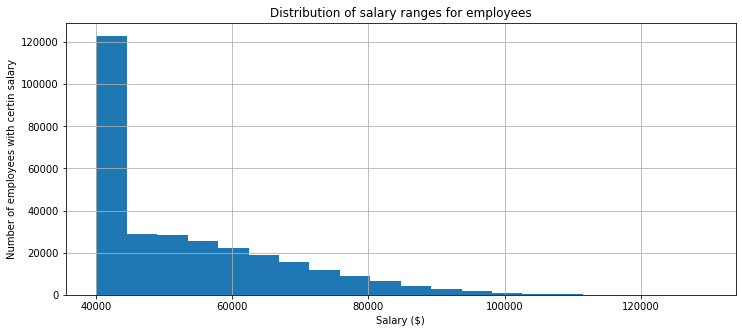 Distribution of salary ranges for employees
Number of employees with certin salary
120000
100000
80000
60000
40000
20000
0
40000 60000 80000 100000 120000
Salary ($)